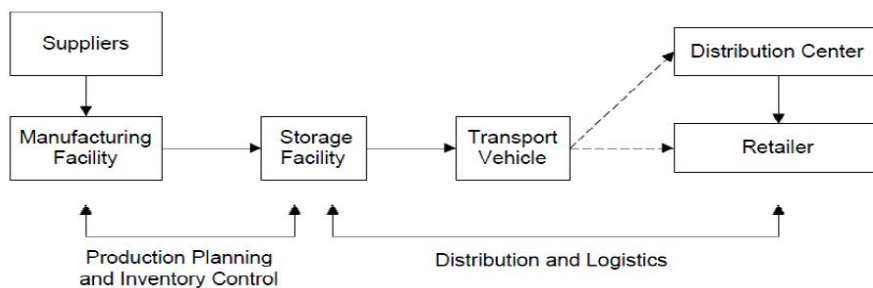 Suppliers
Distribution Center
Manufacturing
Facility
Storage
Facility
Transport
Vehicle
Retailer
Production Planning
and Inventory Control
Distribution and Logistics